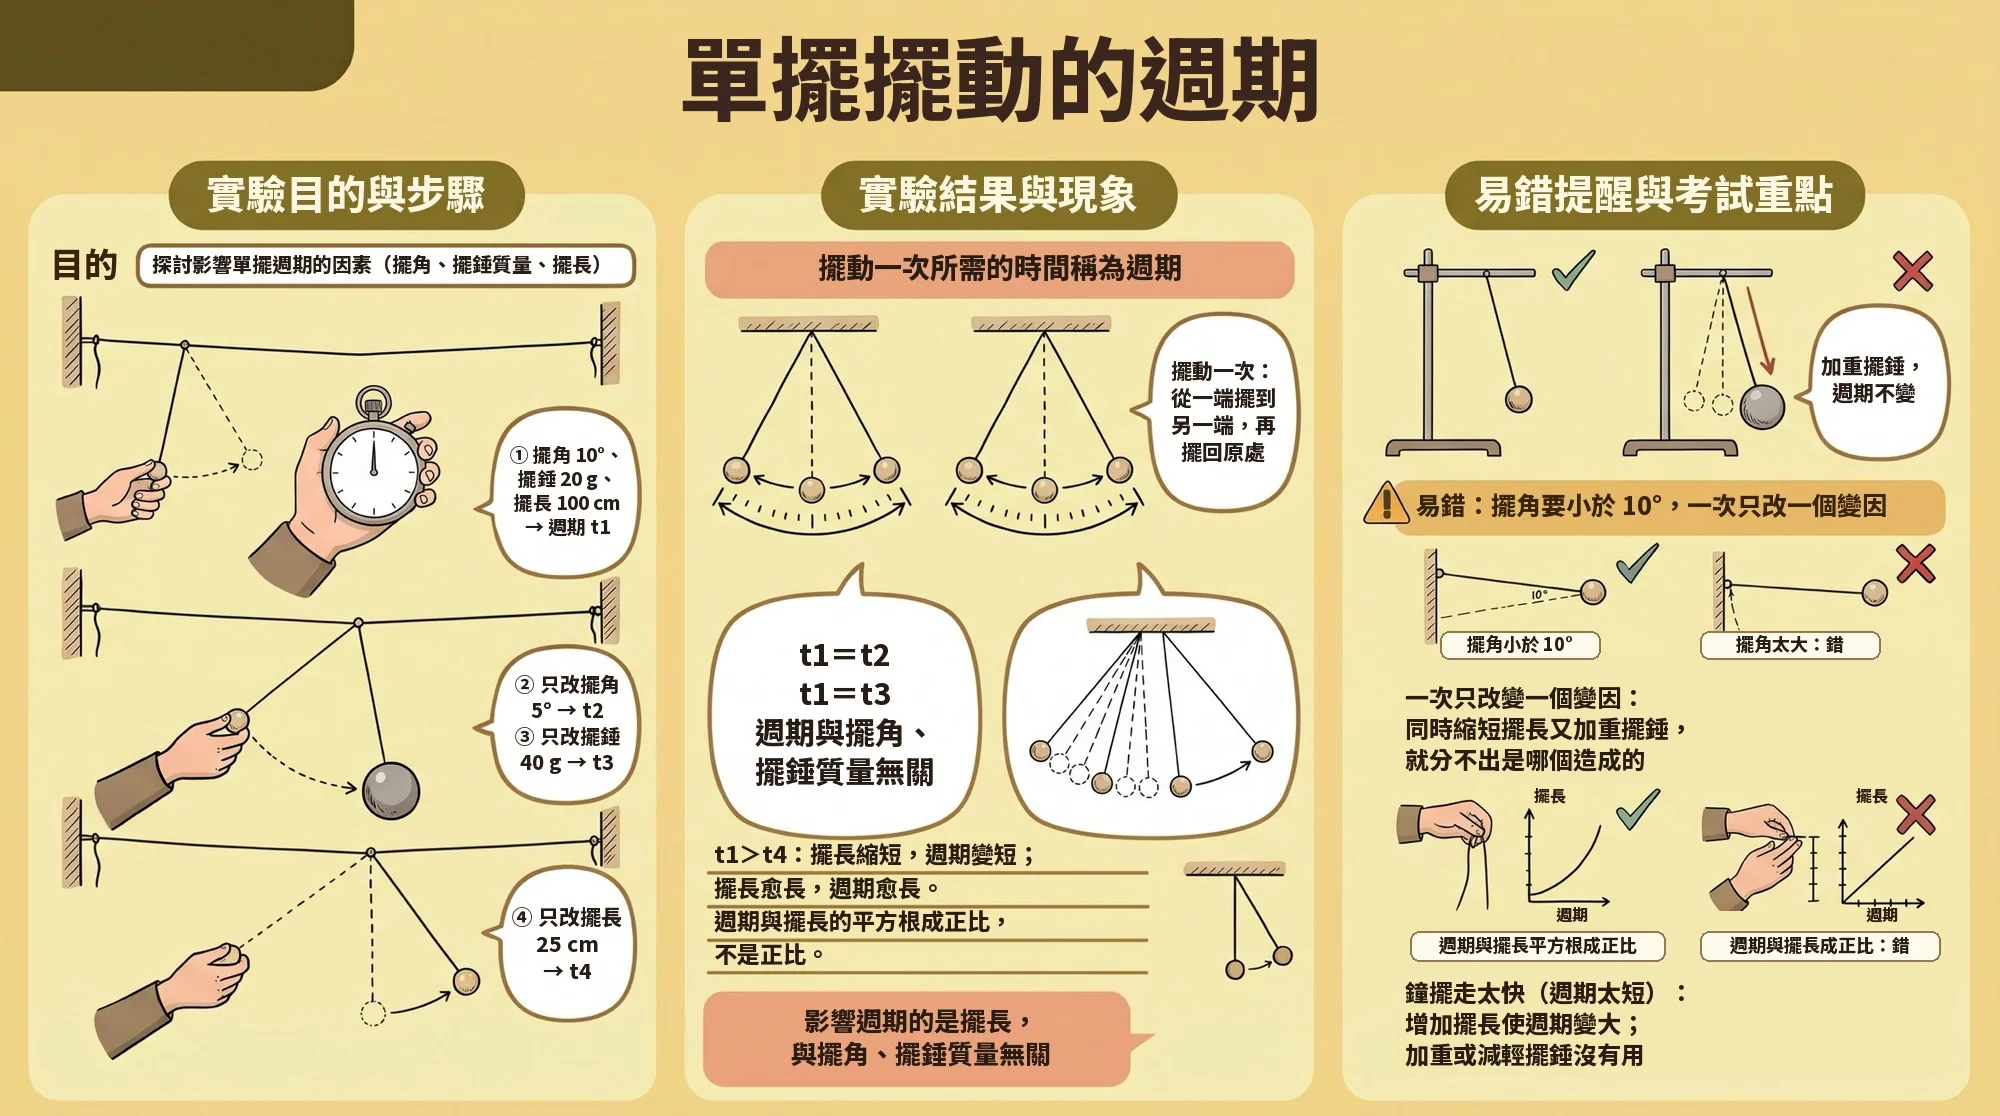 單擺擺動的週期
實驗目的與步驟
目的
探討影響單擺週期的因素（擺角、擺錘質量、擺長）
① 擺角 10°、
擺錘 20 g、
擺長 100 cm
→ 週期 t1
② 只改擺角
5° → t2
③ 只改擺錘
40 g → t3
④ 只改擺長
25 cm
→ t4
實驗結果與現象
擺動一次所需的時間稱為週期
擺動一次：
從一端擺到
另一端，再
擺回原處
t1＝t2
t1＝t3
週期與擺角、
擺錘質量無關
t1＞t4：擺長縮短，週期變短；
擺長愈長，週期愈長。
週期與擺長的平方根成正比，
不是正比。
影響週期的是擺長，
與擺角、擺錘質量無關
易錯提醒與考試重點
加重擺錘，
週期不變
易錯：擺角要小於 10°，一次只改一個變因
10°
擺角小於 10°
擺角太大：錯
一次只改變一個變因：
同時縮短擺長又加重擺錘，
就分不出是哪個造成的
擺長
週期
擺長
週期
週期與擺長平方根成正比
週期與擺長成正比：錯
鐘擺走太快（週期太短）：
增加擺長使週期變大；
加重或減輕擺錘沒有用